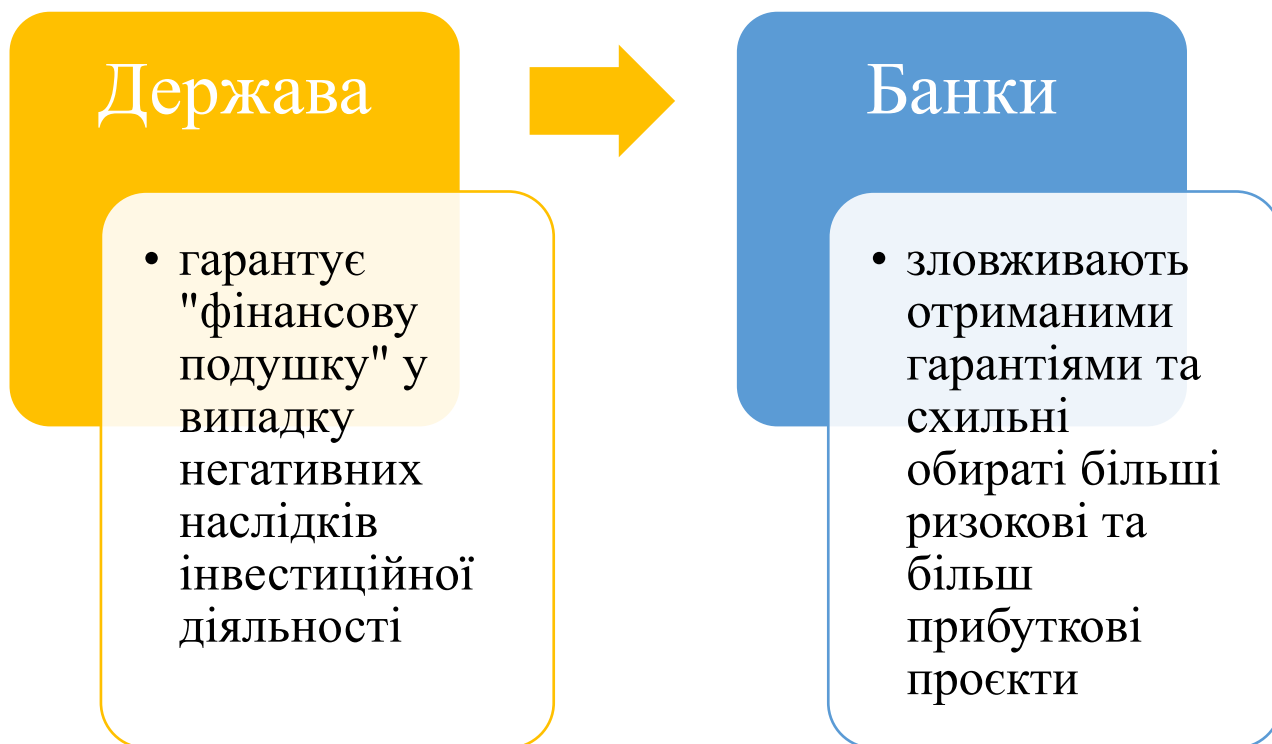 Держава
• гарантує
"фінансову
подушку" у
випадку
негативних
наслідків
інвестиційної
діяльності
Банки
• зловживають
отриманими
гарантіями та
схильні
обираті більші
ризокові та
більш
прибуткові
проєкти